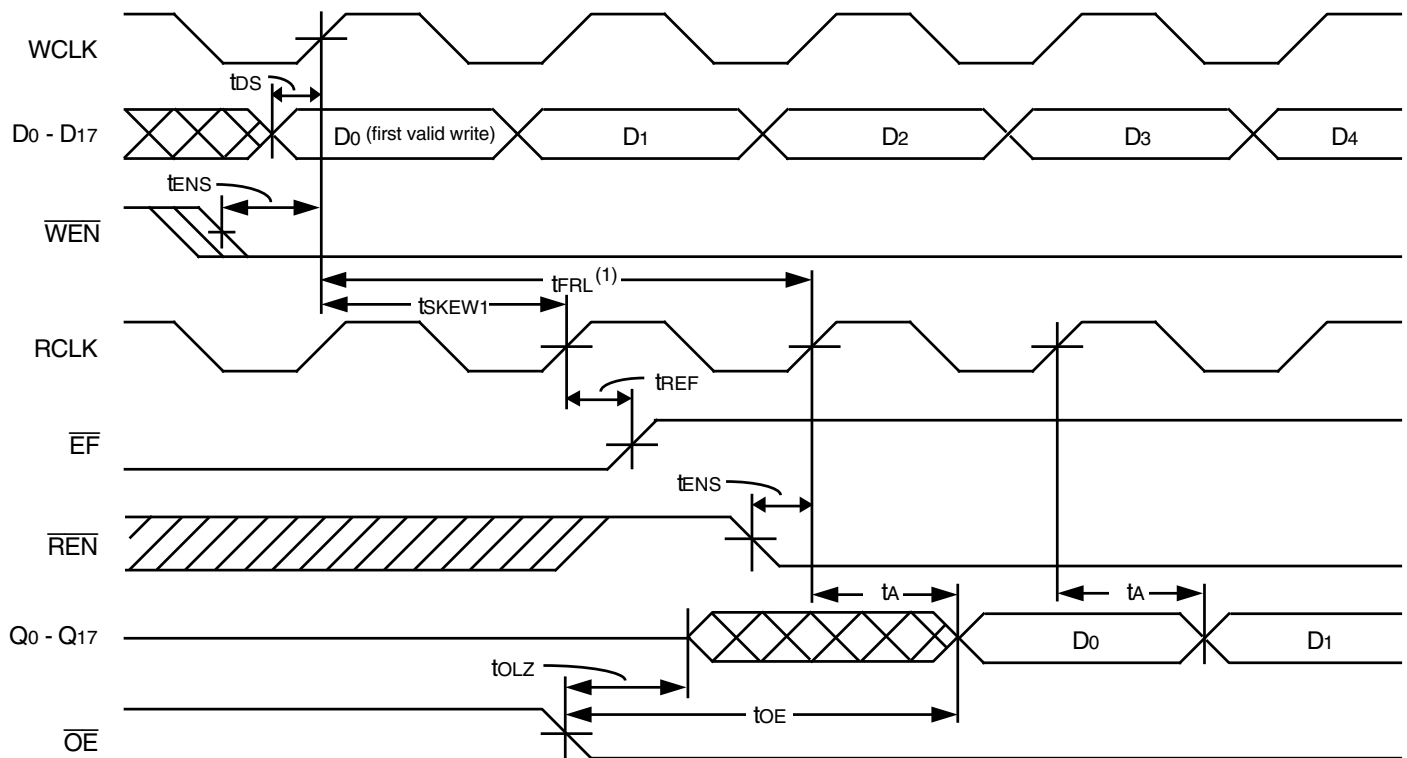 WCLK
tDS
D0 - D17
D0 (first valid write)
D1
D2
D3
D4
tENS
WEN
tFRL(1)
tSKEW1
RCLK
tREF
EF
tENS
REN
tA
tA
Q0 - Q17
D0
D1
tOLZ
tOE
OE